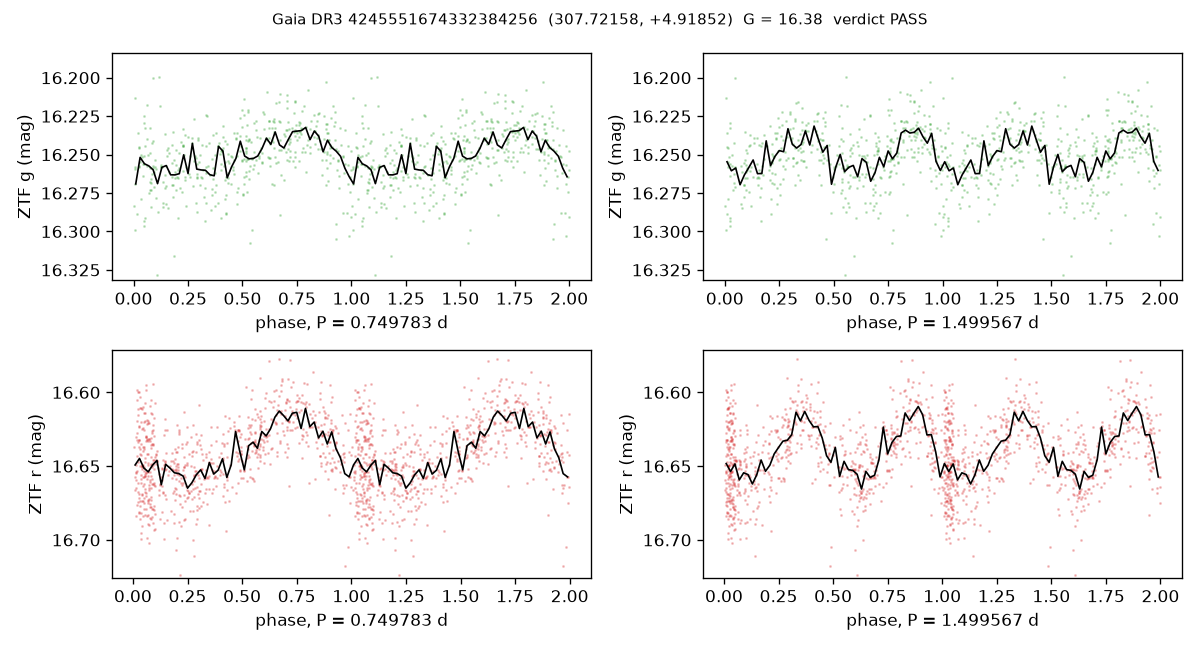 Gaia DR3 4245551674332384256 (307.72158, +4.91852) G = 16.38 verdict PASS
ZTF g (mag)
16.200
16.225
16.250
16.275
16.300
16.325
0.00 0.25 0.50 0.75 1.00 1.25 1.50 1.75 2.00
phase, P = 0.749783 d
ZTF g (mag)
16.200
16.225
16.250
16.275
16.300
16.325
0.00 0.25 0.50 0.75 1.00 1.25 1.50 1.75 2.00
phase, P = 1.499567 d
ZTF r (mag)
16.60
16.65
16.70
0.00 0.25 0.50 0.75 1.00 1.25 1.50 1.75 2.00
phase, P = 0.749783 d
ZTF r (mag)
16.60
16.65
16.70
0.00 0.25 0.50 0.75 1.00 1.25 1.50 1.75 2.00
phase, P = 1.499567 d